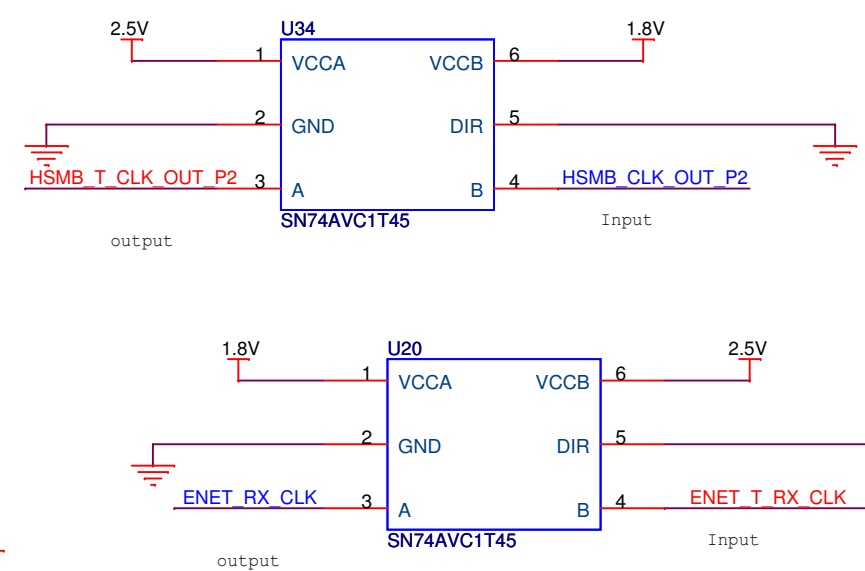 2.5V U34 1.8V
1 VCCA VCCB 6
2 GND DIR 5
HSMB_T_CLK_OUT_P2 3 A B 4 HSMB_CLK_OUT_P2
SN74AVC1T45 Input
output
1.8V U20 2.5V
1 VCCA VCCB 6
2 GND DIR 5
ENET_RX_CLK 3 A B 4 ENET_T_RX_CLK
SN74AVC1T45 Input
output